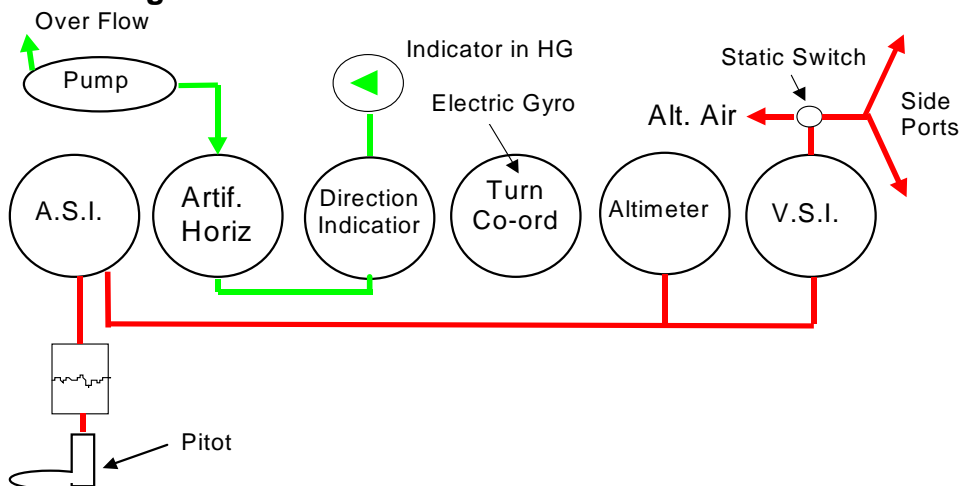 Over Flow
Pump
Indicator in HG
Electric Gyro
Static Switch
Alt. Air
Side
Ports
A.S.I.
Artif.
Horiz
Direction
Indicatior
Turn
Co-ord
Altimeter
V.S.I.
Pitot